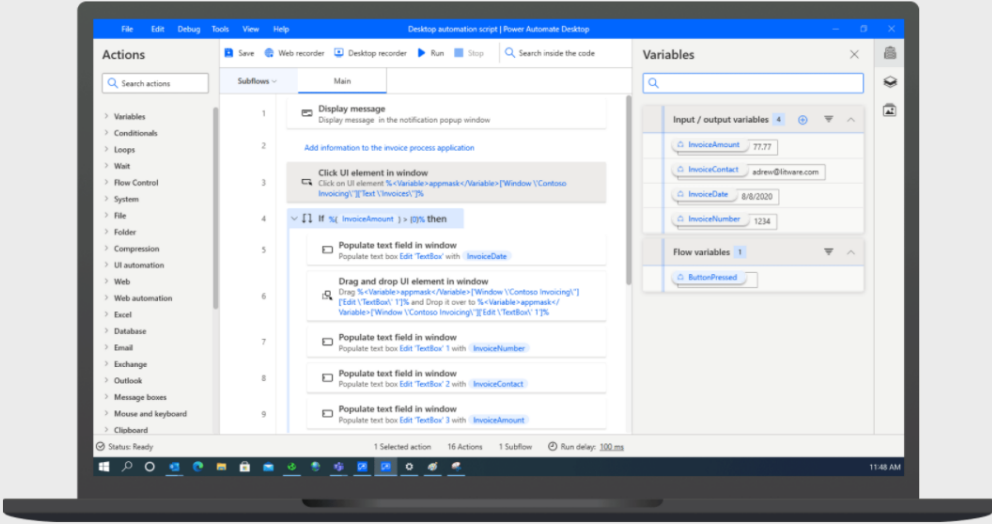 File Edit Debug Tools View Help Desktop automation script | Power Automate Desktop
Actions
Save Web recorder Desktop recorder Run Stop Search inside the code
Variables
Search actions
Subflows Main
Variables
Conditionals
Loops
Wait
Flow Control
System
File
Folder
Compression
UI automation
Web
Web automation
Excel
Database
Email
Exchange
Outlook
Message boxes
Mouse and keyboard
Clipboard
1
Display message
Display message in the notification popup window
2
Add information to the invoice process application
3
Click UI element in window
Click on UI element %<Variable>appmask</Variable>['Window \'Contoso
Invoicing\'']['Text \'Invoices\'']%
4
If %( InvoiceAmount ) > (0)% then
5
Populate text field in window
Populate text box Edit 'TextBox' with InvoiceDate
6
Drag and drop UI element in window
Drag %<Variable>appmask</Variable>['Window \'Contoso Invoicing\'']
['Edit \'TextBox\' 1']% and Drop it over to %<Variable>appmask</
Variable>['Window \'Contoso Invoicing\'']['Edit \'TextBox\' 1']%
7
Populate text field in window
Populate text box Edit 'TextBox' 1 with InvoiceNumber
8
Populate text field in window
Populate text box Edit 'TextBox' 2 with InvoiceContact
9
Populate text field in window
Populate text box Edit 'TextBox' 3 with InvoiceAmount
Input / output variables 4
InvoiceAmount 77.77
InvoiceContact adrew@litware.com
InvoiceDate 8/8/2020
InvoiceNumber 1234
Flow variables 1
ButtonPressed
Status: Ready 1 Selected action 16 Actions 1 Subflow Run delay: 100 ms
11:48 AM